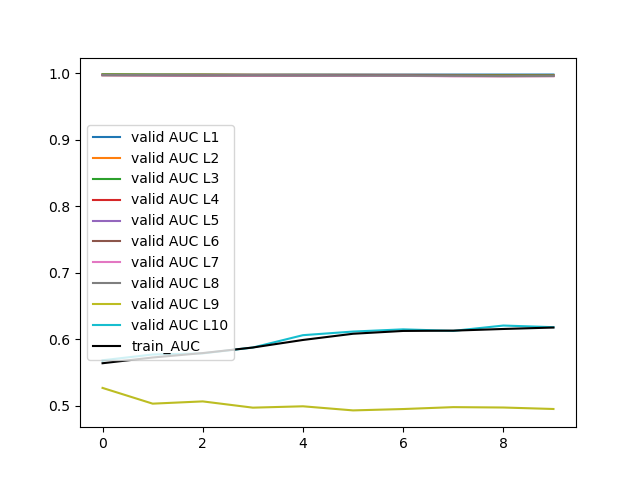 1.0
0.9
0.8
0.7
0.6
0.5
valid AUC L1
valid AUC L2
valid AUC L3
valid AUC L4
valid AUC L5
valid AUC L6
valid AUC L7
valid AUC L8
valid AUC L9
valid AUC L10
train_AUC
0 2 4 6 8